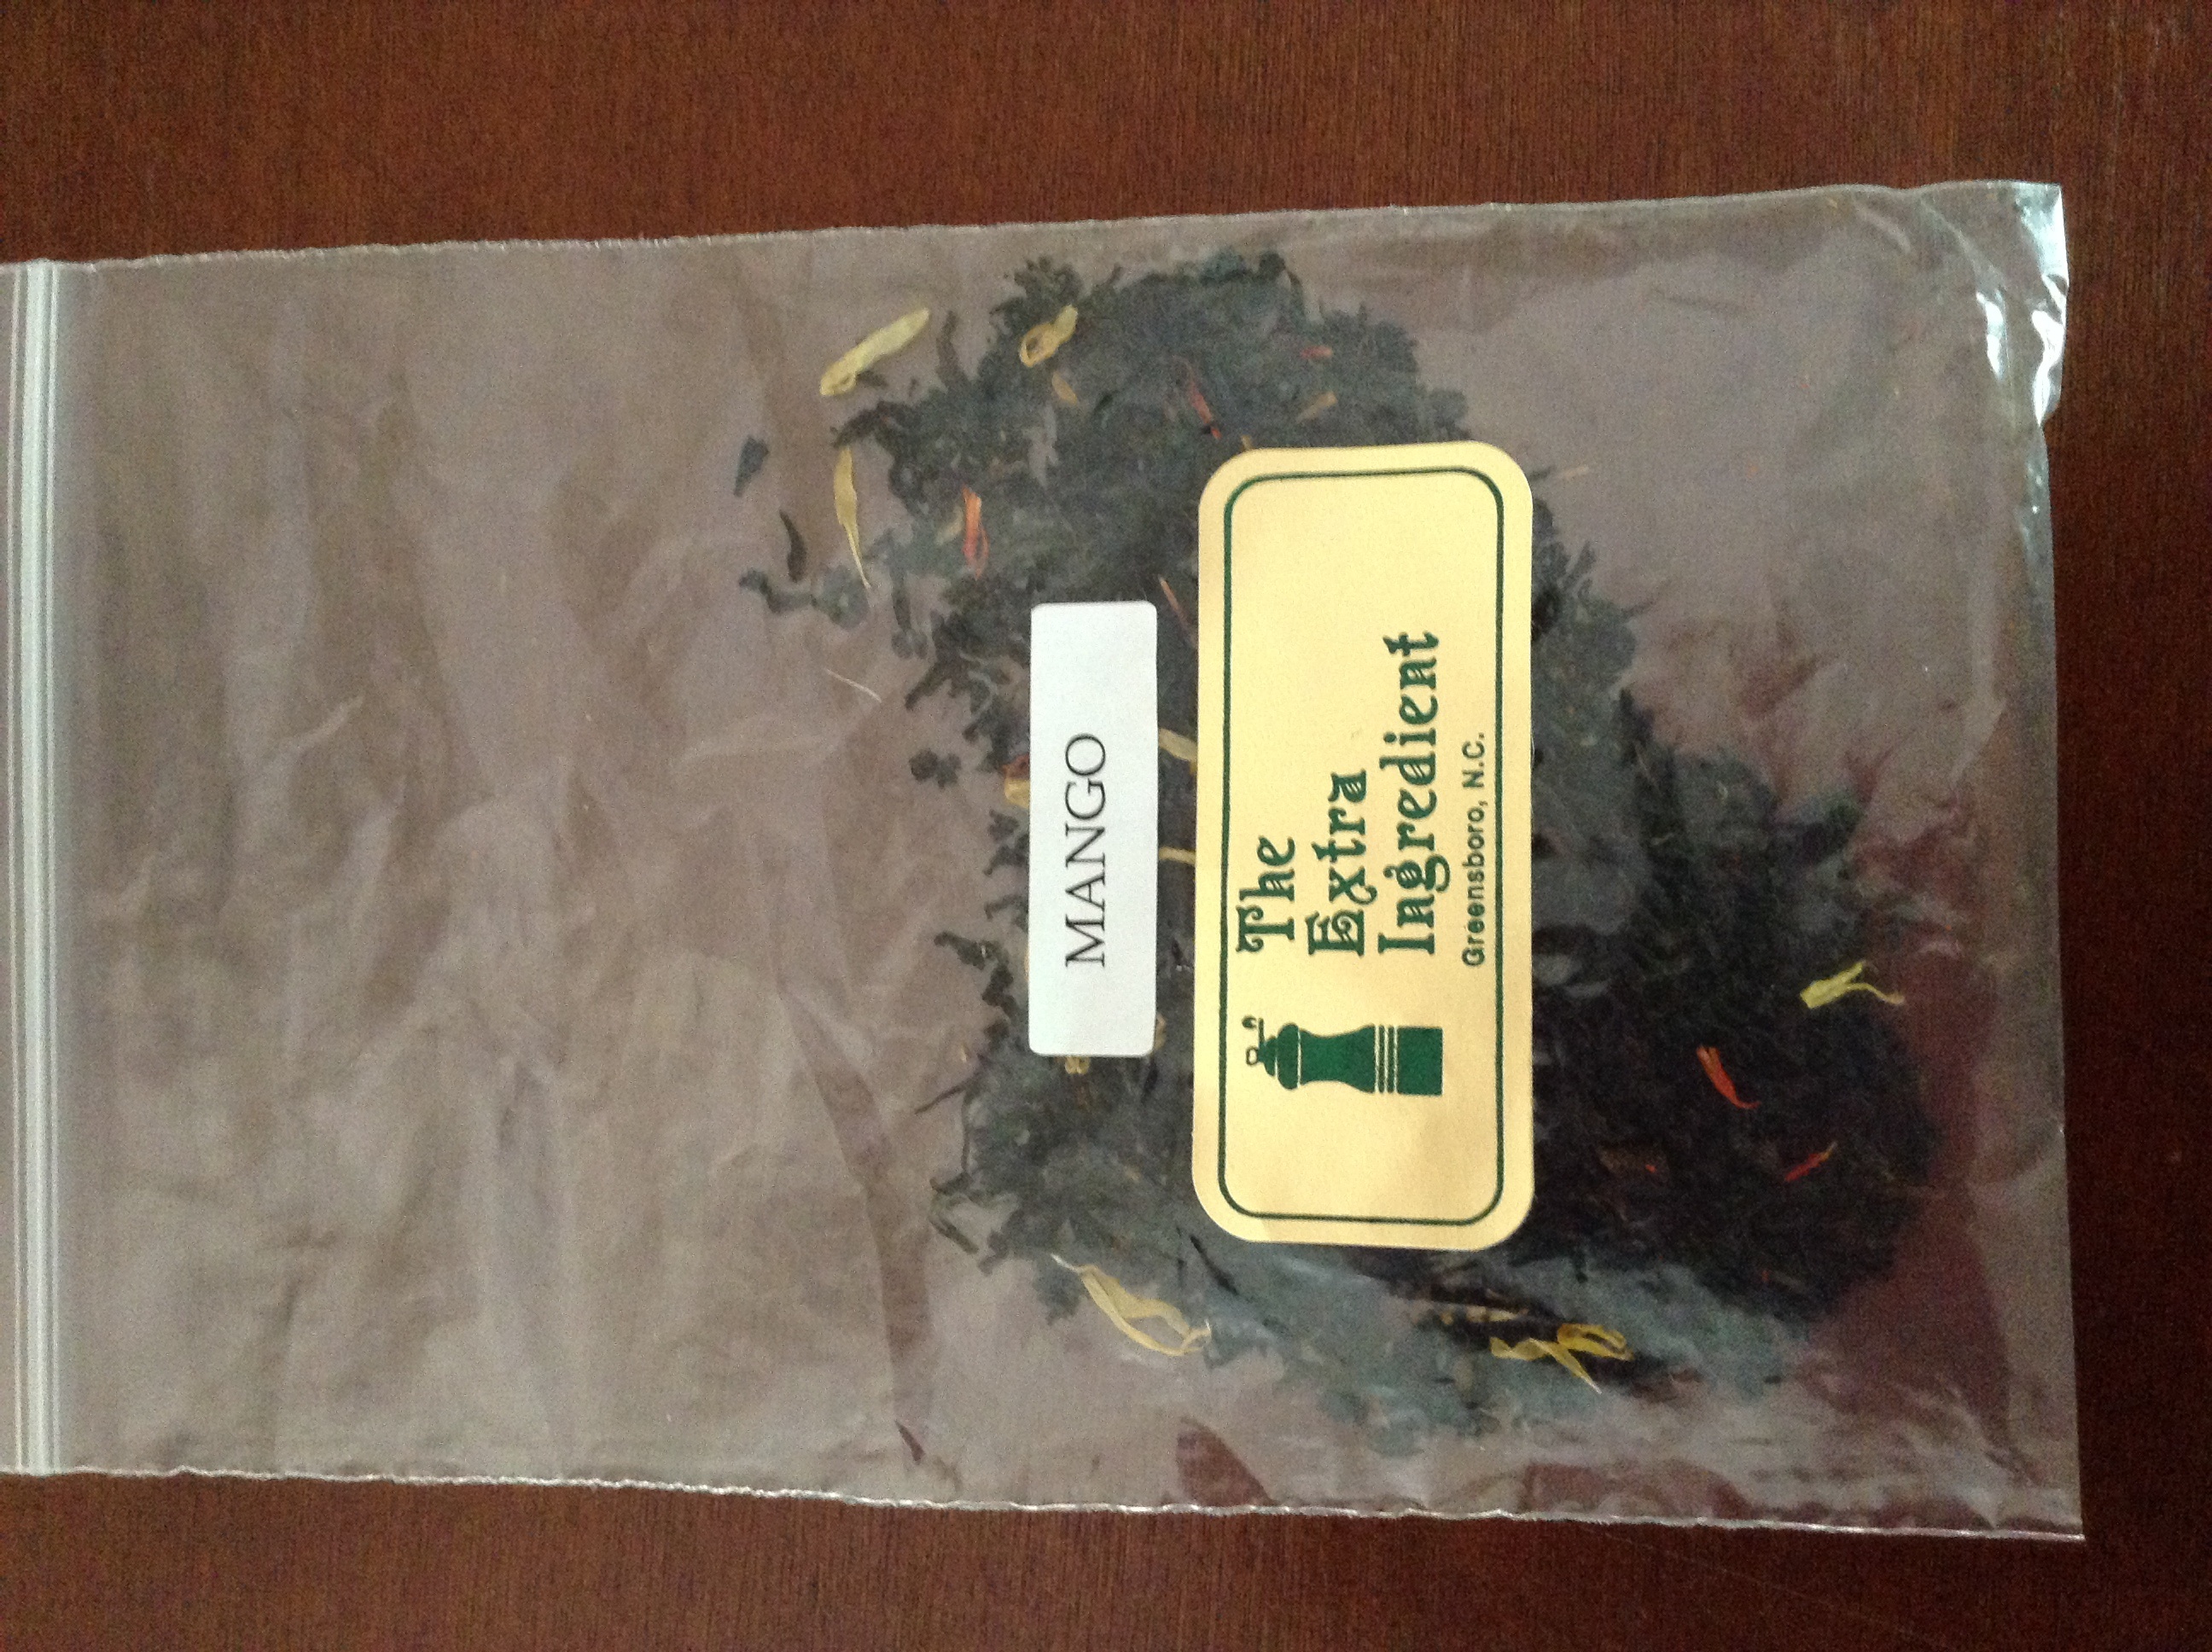 MANGO
The
Extra
Ingredient
Greensboro, N.C.